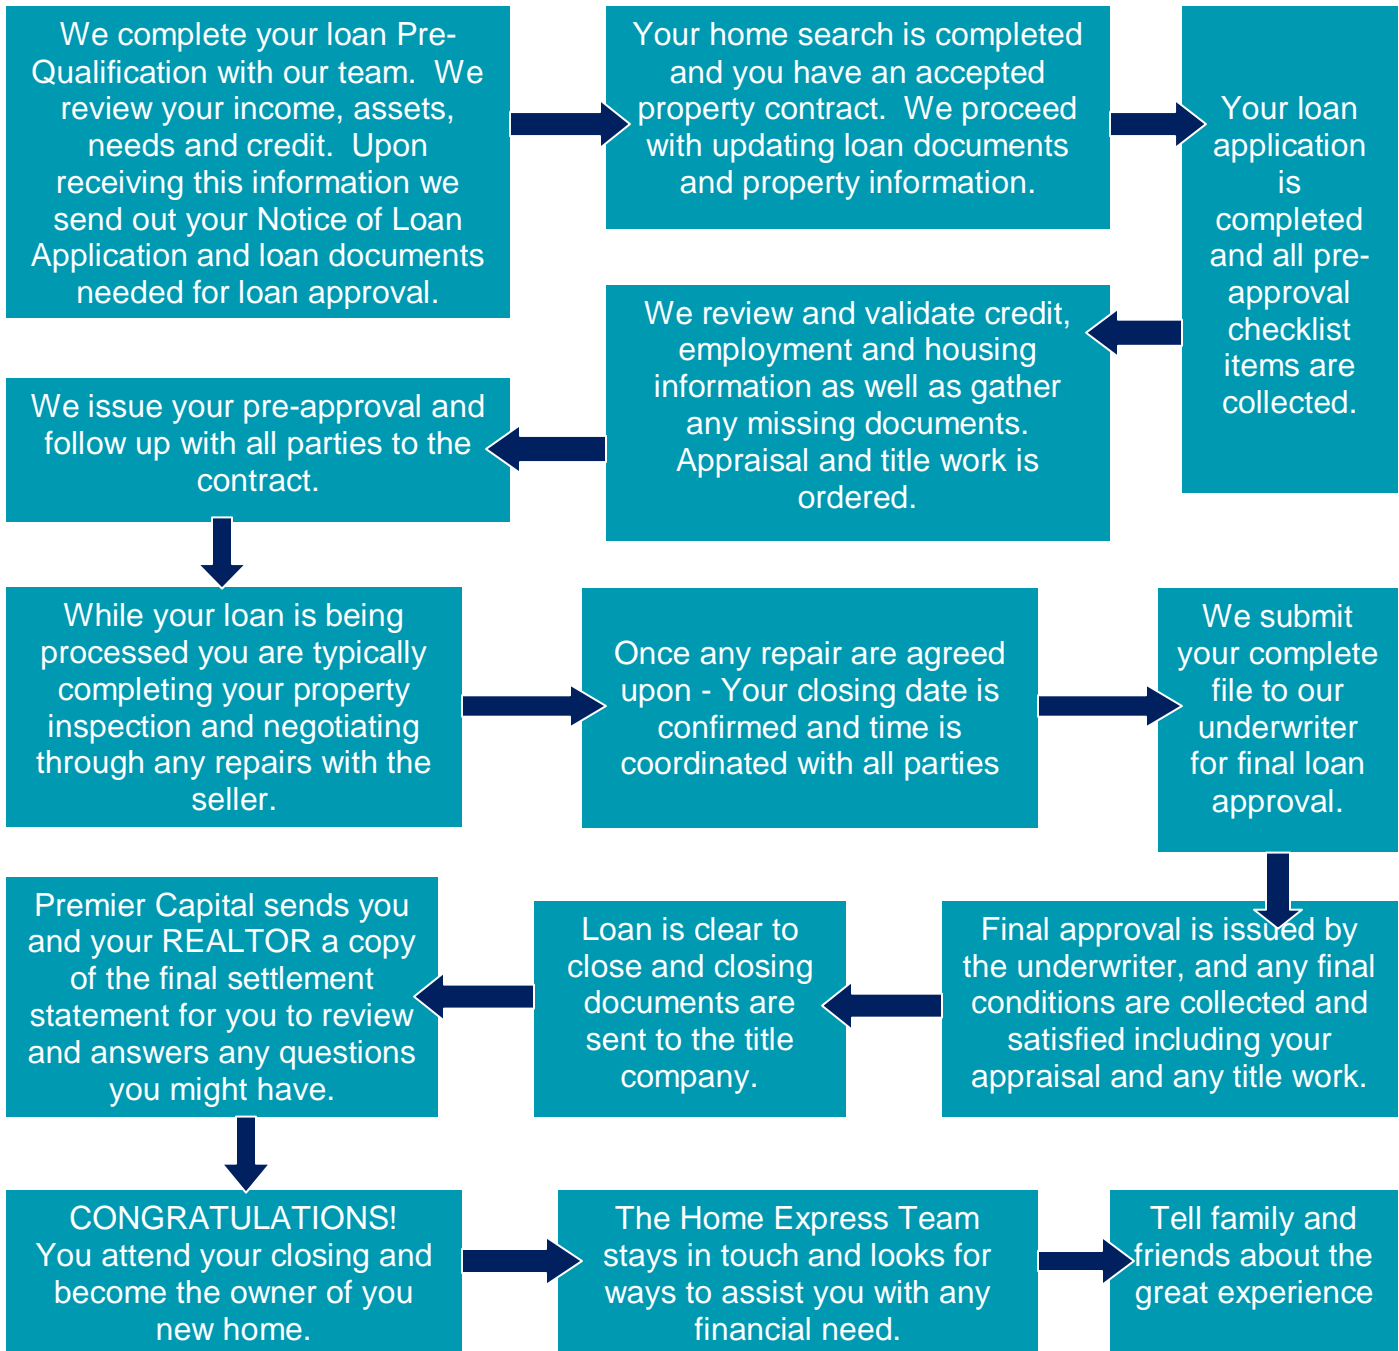 We complete your loan Pre-
Qualification with our team.  We
review your income, assets,
needs and credit.  Upon
receiving this information we
send out your Notice of Loan
Application and loan documents
needed for loan approval.
Your home search is completed
and you have an accepted
property contract.  We proceed
with updating loan documents
and property information.
Your loan
application
is
completed
and all pre-
approval
checklist
items are
collected.
We review and validate credit,
employment and housing
information as well as gather
any missing documents.
Appraisal and title work is
ordered.
We issue your pre-approval and
follow up with all parties to the
contract.
While your loan is being
processed you are typically
completing your property
inspection and negotiating
through any repairs with the
seller.
Once any repair are agreed
upon - Your closing date is
confirmed and time is
coordinated with all parties
We submit
your complete
file to our
underwriter
for final loan
approval.
Final approval is issued by
the underwriter, and any final
conditions are collected and
satisfied including your
appraisal and any title work.
Loan is clear to
close and closing
documents are
sent to the title
company.
Premier Capital sends you
and your REALTOR a copy
of the final settlement
statement for you to review
and answers any questions
you might have.
CONGRATULATIONS!
You attend your closing and
become the owner of you
new home.
The Home Express Team
stays in touch and looks for
ways to assist you with any
financial need.
Tell family and
friends about the
great experience